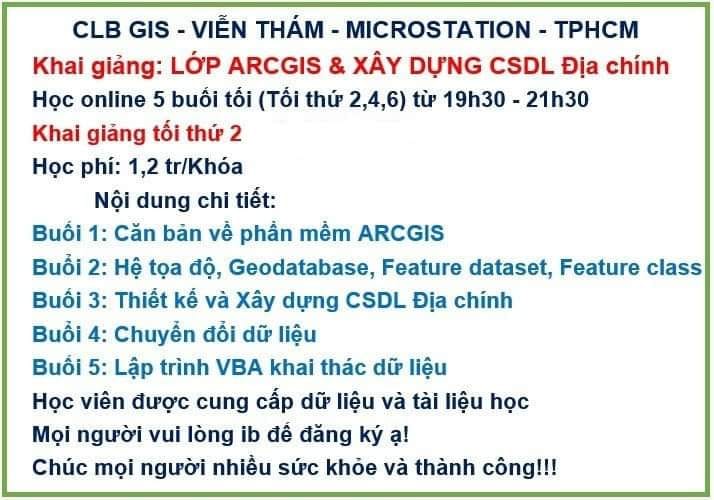 CLB GIS - VIỄN THÁM - MICROSTATION - TPHCM
Khai giảng: LỚP ARCGIS & XÂY DỰNG CSDL Địa chính
Học online 5 buổi tối (Tối thứ 2,4,6) từ 19h30 - 21h30
Khai giảng tối thứ 2
Học phí: 1,2 tr/Khóa
Nội dung chi tiết:
Buổi 1: Căn bản về phần mềm ARCGIS
Buổi 2: Hệ tọa độ, Geodatabase, Feature dataset, Feature class
Buổi 3: Thiết kế và Xây dựng CSDL Địa chính
Buổi 4: Chuyển đổi dữ liệu
Buổi 5: Lập trình VBA khai thác dữ liệu
Học viên được cung cấp dữ liệu và tài liệu học
Mọi người vui lòng ib để đăng ký ạ!
Chúc mọi người nhiều sức khỏe và thành công!!!